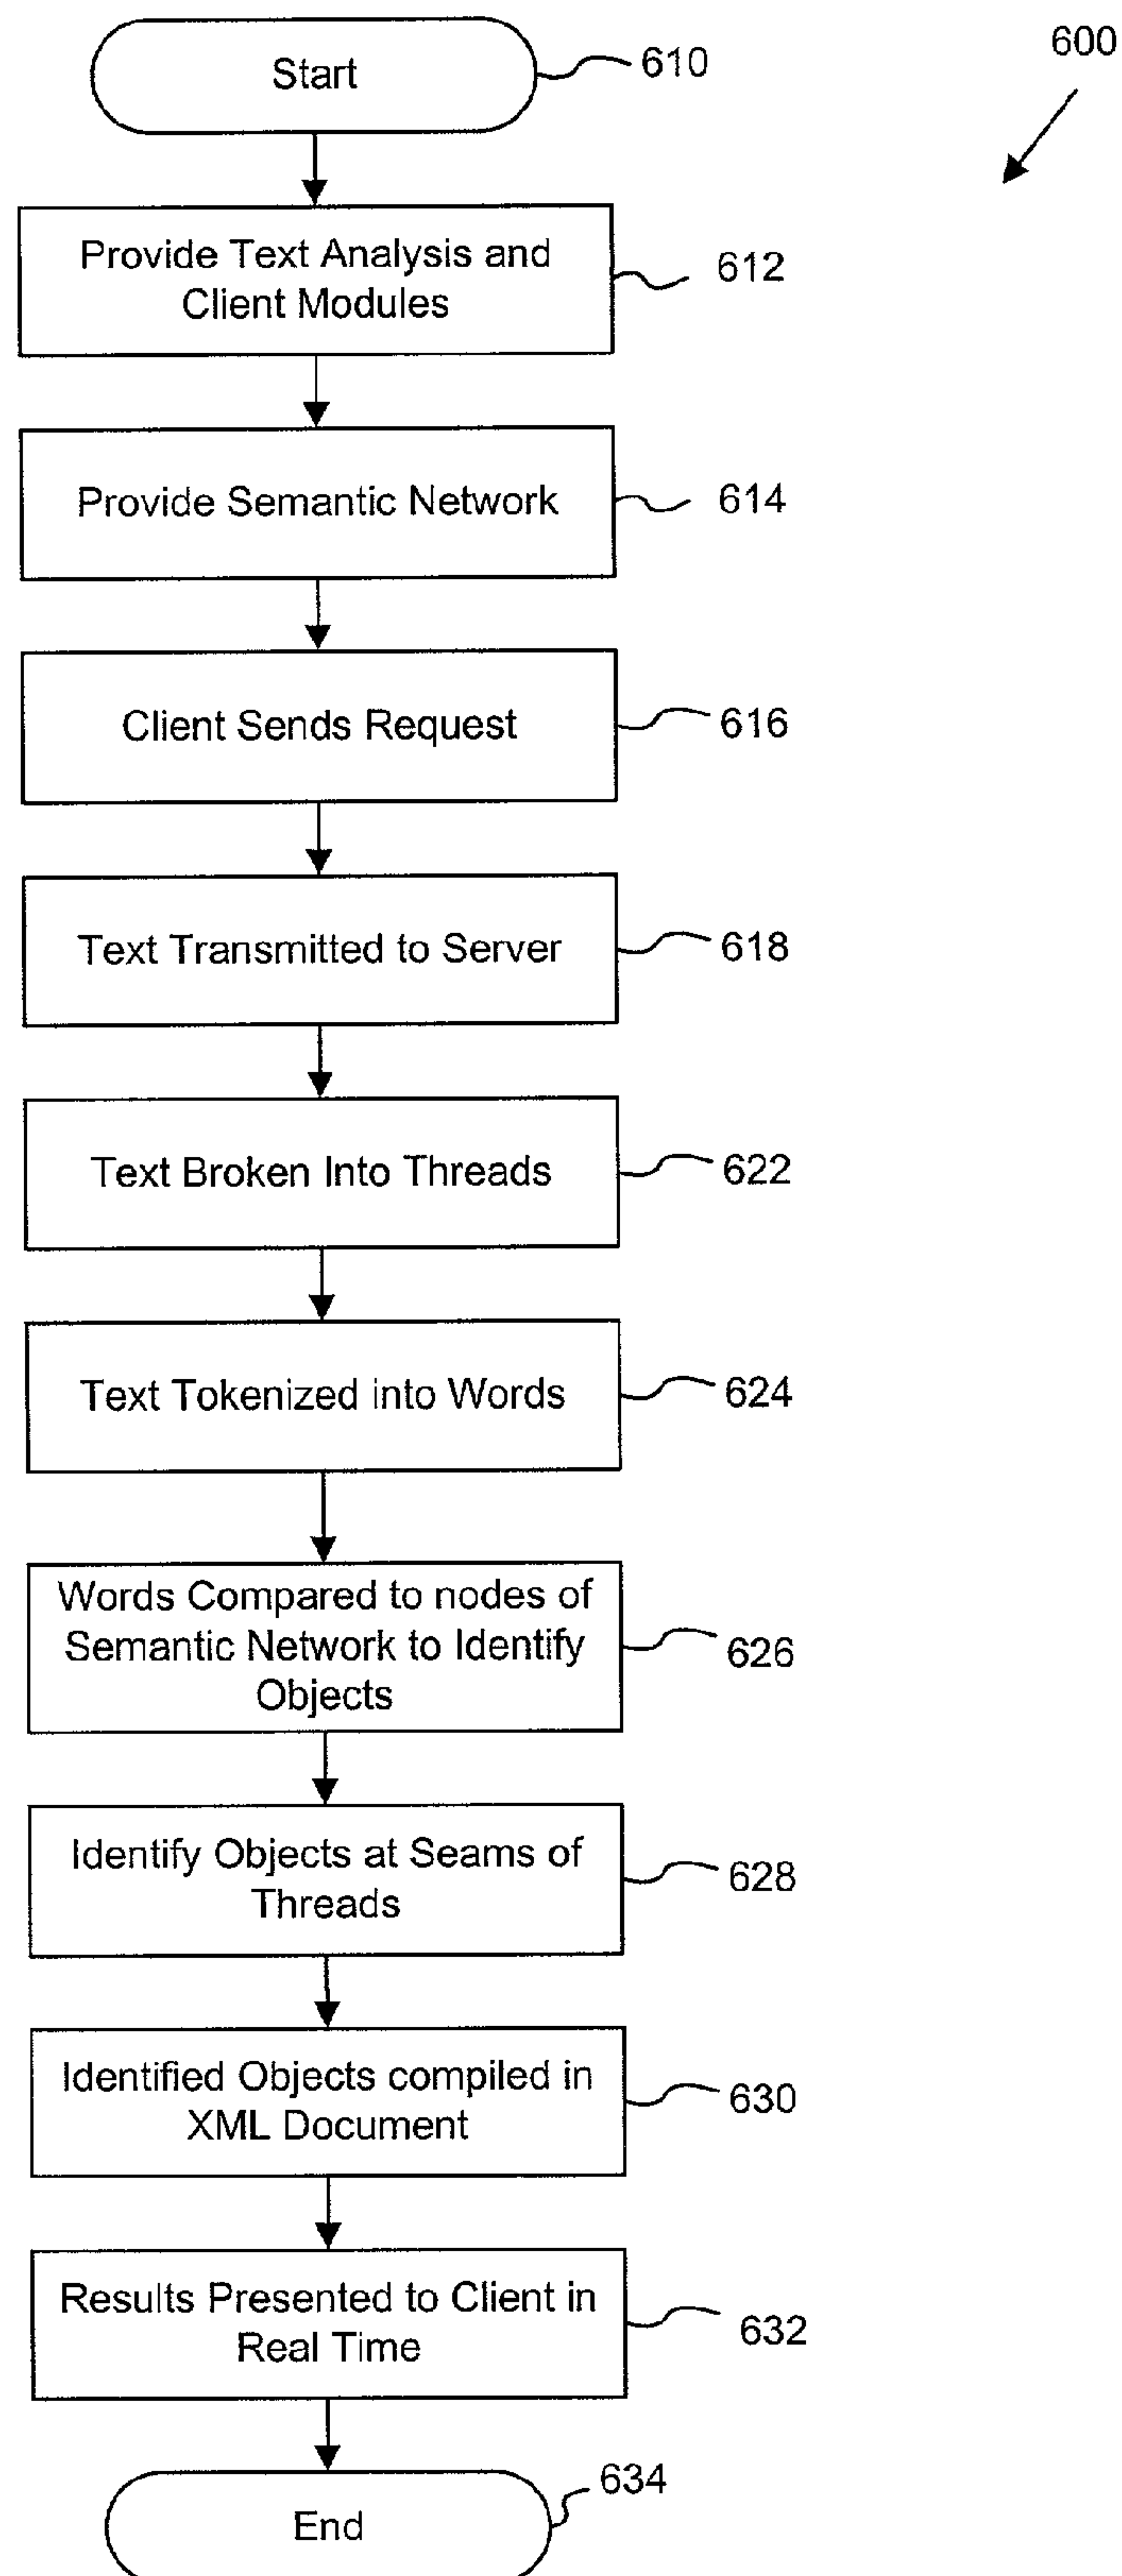 600
Start
610
Provide Text Analysis and
Client Modules
612
Provide Semantic Network
614
Client Sends Request
616
Text Transmitted to Server
618
Text Broken Into Threads
622
Text Tokenized into Words
624
Words Compared to nodes of
Semantic Network to Identify
Objects
626
Identify Objects at Seams of
Threads
628
Identified Objects compiled in
XML Document
630
Results Presented to Client in
Real Time
632
End
634